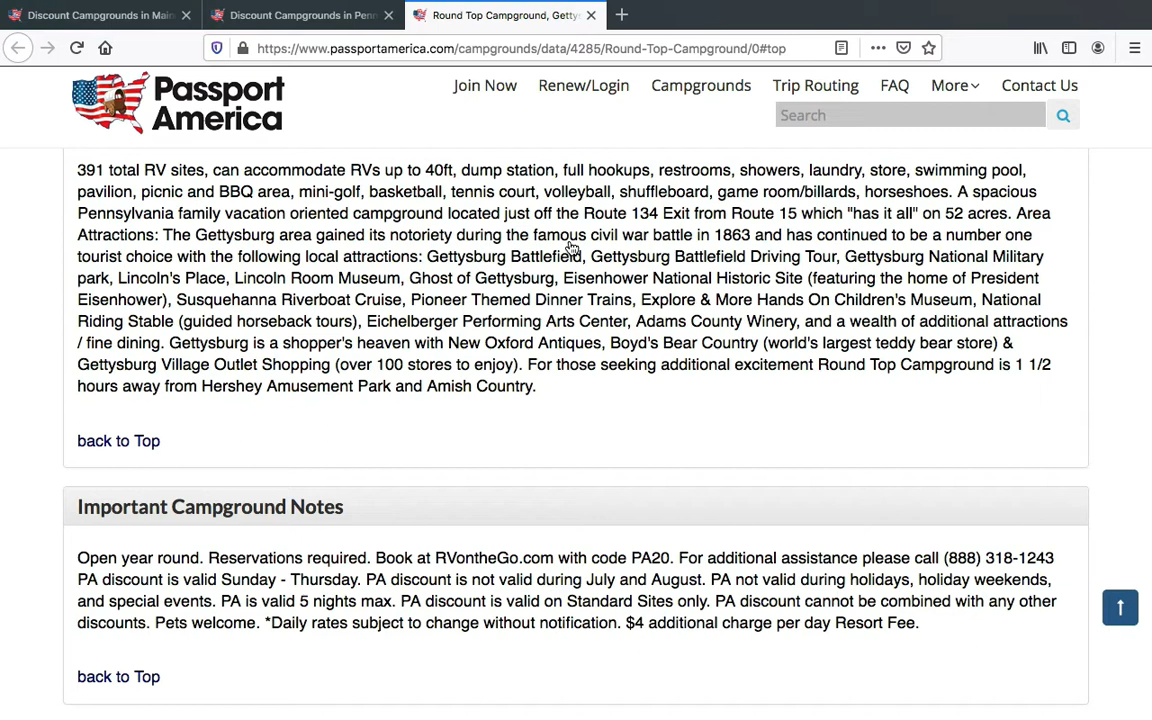 Discount Campgrounds in Main
Discount Campgrounds in Penn
Round Top Campground, Gettys
https://www.passportamerica.com/campgrounds/data/4285/Round-Top-Campground/0#top
Passport America
Join Now
Renew/Login
Campgrounds
Trip Routing
FAQ
More
Contact Us
Search
391 total RV sites, can accommodate RVs up to 40ft, dump station, full hookups, restrooms, showers, laundry, store, swimming pool,
pavilion, picnic and BBQ area, mini-golf, basketball, tennis court, volleyball, shuffleboard, game room/billards, horseshoes. A spacious
Pennsylvania family vacation oriented campground located just off the Route 134 Exit from Route 15 which "has it all" on 52 acres. Area
Attractions: The Gettysburg area gained its notoriety during the famous civil war battle in 1863 and has continued to be a number one
tourist choice with the following local attractions: Gettysburg Battlefield, Gettysburg Battlefield Driving Tour, Gettysburg National Military
park, Lincoln's Place, Lincoln Room Museum, Ghost of Gettysburg, Eisenhower National Historic Site (featuring the home of President
Eisenhower), Susquehanna Riverboat Cruise, Pioneer Themed Dinner Trains, Explore & More Hands On Children's Museum, National
Riding Stable (guided horseback tours), Eichelberger Performing Arts Center, Adams County Winery, and a wealth of additional attractions
/ fine dining. Gettysburg is a shopper's heaven with New Oxford Antiques, Boyd's Bear Country (world's largest teddy bear store) &
Gettysburg Village Outlet Shopping (over 100 stores to enjoy). For those seeking additional excitement Round Top Campground is 1 1/2
hours away from Hershey Amusement Park and Amish Country.
back to Top
Important Campground Notes
Open year round. Reservations required. Book at RVontheGo.com with code PA20. For additional assistance please call (888) 318-1243
PA discount is valid Sunday - Thursday. PA discount is not valid during July and August. PA not valid during holidays, holiday weekends,
and special events. PA is valid 5 nights max. PA discount is valid on Standard Sites only. PA discount cannot be combined with any other
discounts. Pets welcome. *Daily rates subject to change without notification. $4 additional charge per day Resort Fee.
back to Top